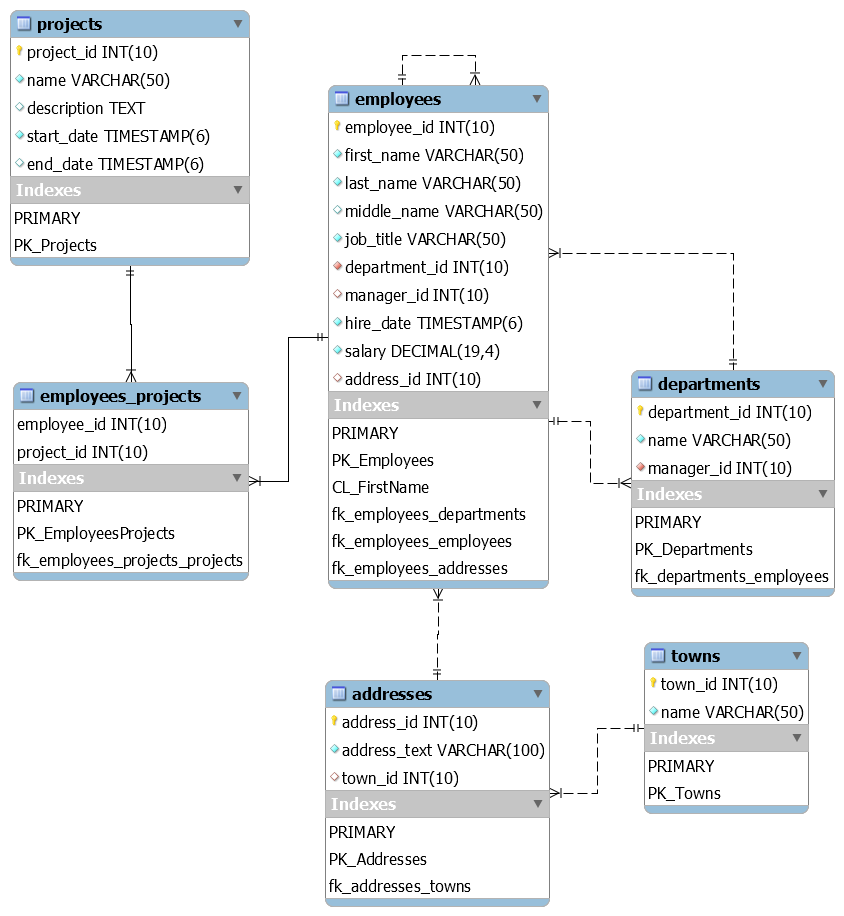 projects
project_id INT(10)
name VARCHAR(50)
description TEXT
start_date TIMESTAMP(6)
end_date TIMESTAMP(6)
Indexes
PRIMARY
PK_Projects
employees
employee_id INT(10)
first_name VARCHAR(50)
last_name VARCHAR(50)
middle_name VARCHAR(50)
job_title VARCHAR(50)
department_id INT(10)
manager_id INT(10)
hire_date TIMESTAMP(6)
salary DECIMAL(19,4)
address_id INT(10)
Indexes
PRIMARY
PK_Employees
CL_FirstName
fk_employees_departments
fk_employees_employees
fk_employees_addresses
employees_projects
employee_id INT(10)
project_id INT(10)
Indexes
PRIMARY
PK_EmployeesProjects
fk_employees_projects_projects
departments
department_id INT(10)
name VARCHAR(50)
manager_id INT(10)
Indexes
PRIMARY
PK_Departments
fk_departments_employees
addresses
address_id INT(10)
address_text VARCHAR(100)
town_id INT(10)
Indexes
PRIMARY
PK_Addresses
fk_addresses_towns
towns
town_id INT(10)
name VARCHAR(50)
Indexes
PRIMARY
PK_Towns